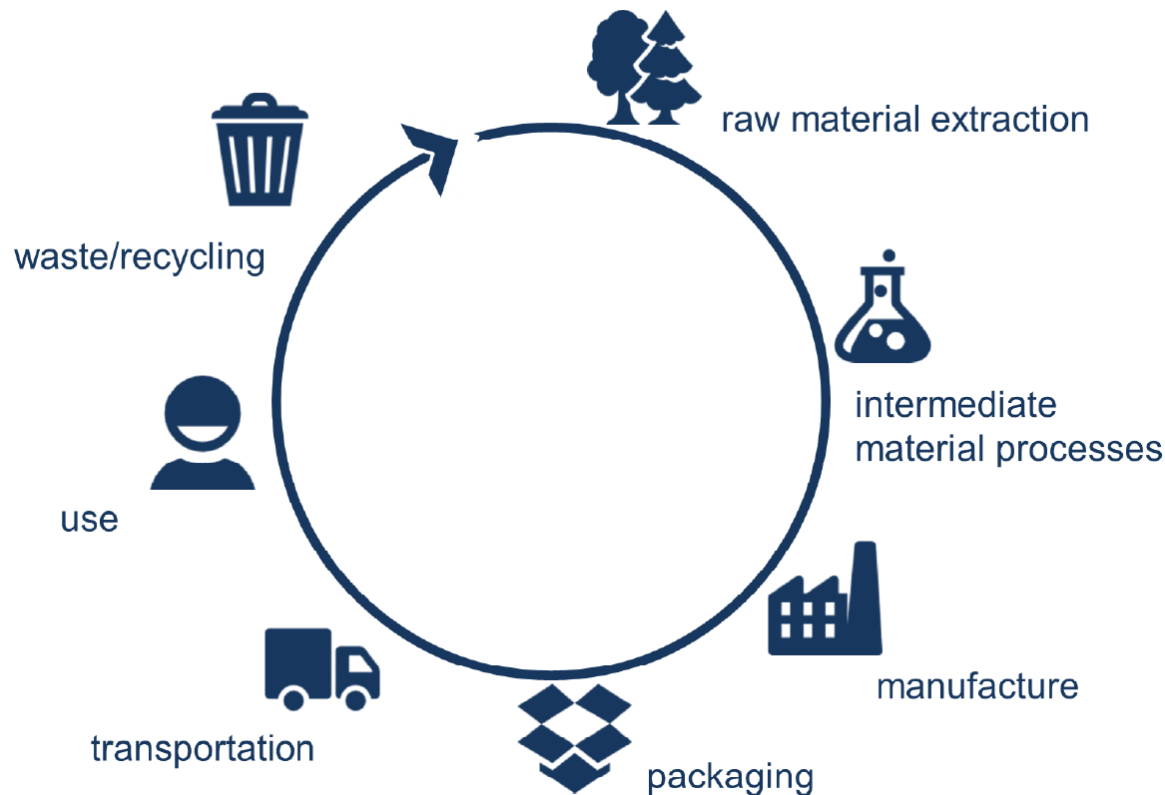 raw material extraction
intermediate
material processes
manufacture
packaging
transportation
use
waste/recycling